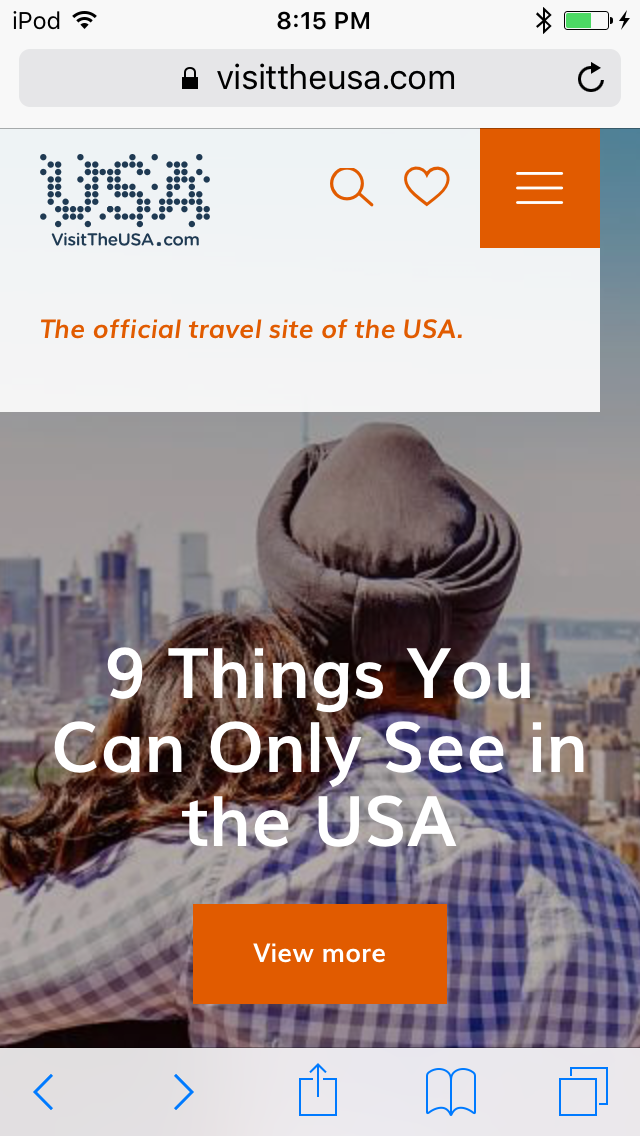 iPod 8:15 PM
visittheusa.com
USA
VisitTheUSA.com
The official travel site of the USA.
9 Things You
Can Only See in
the USA
View more